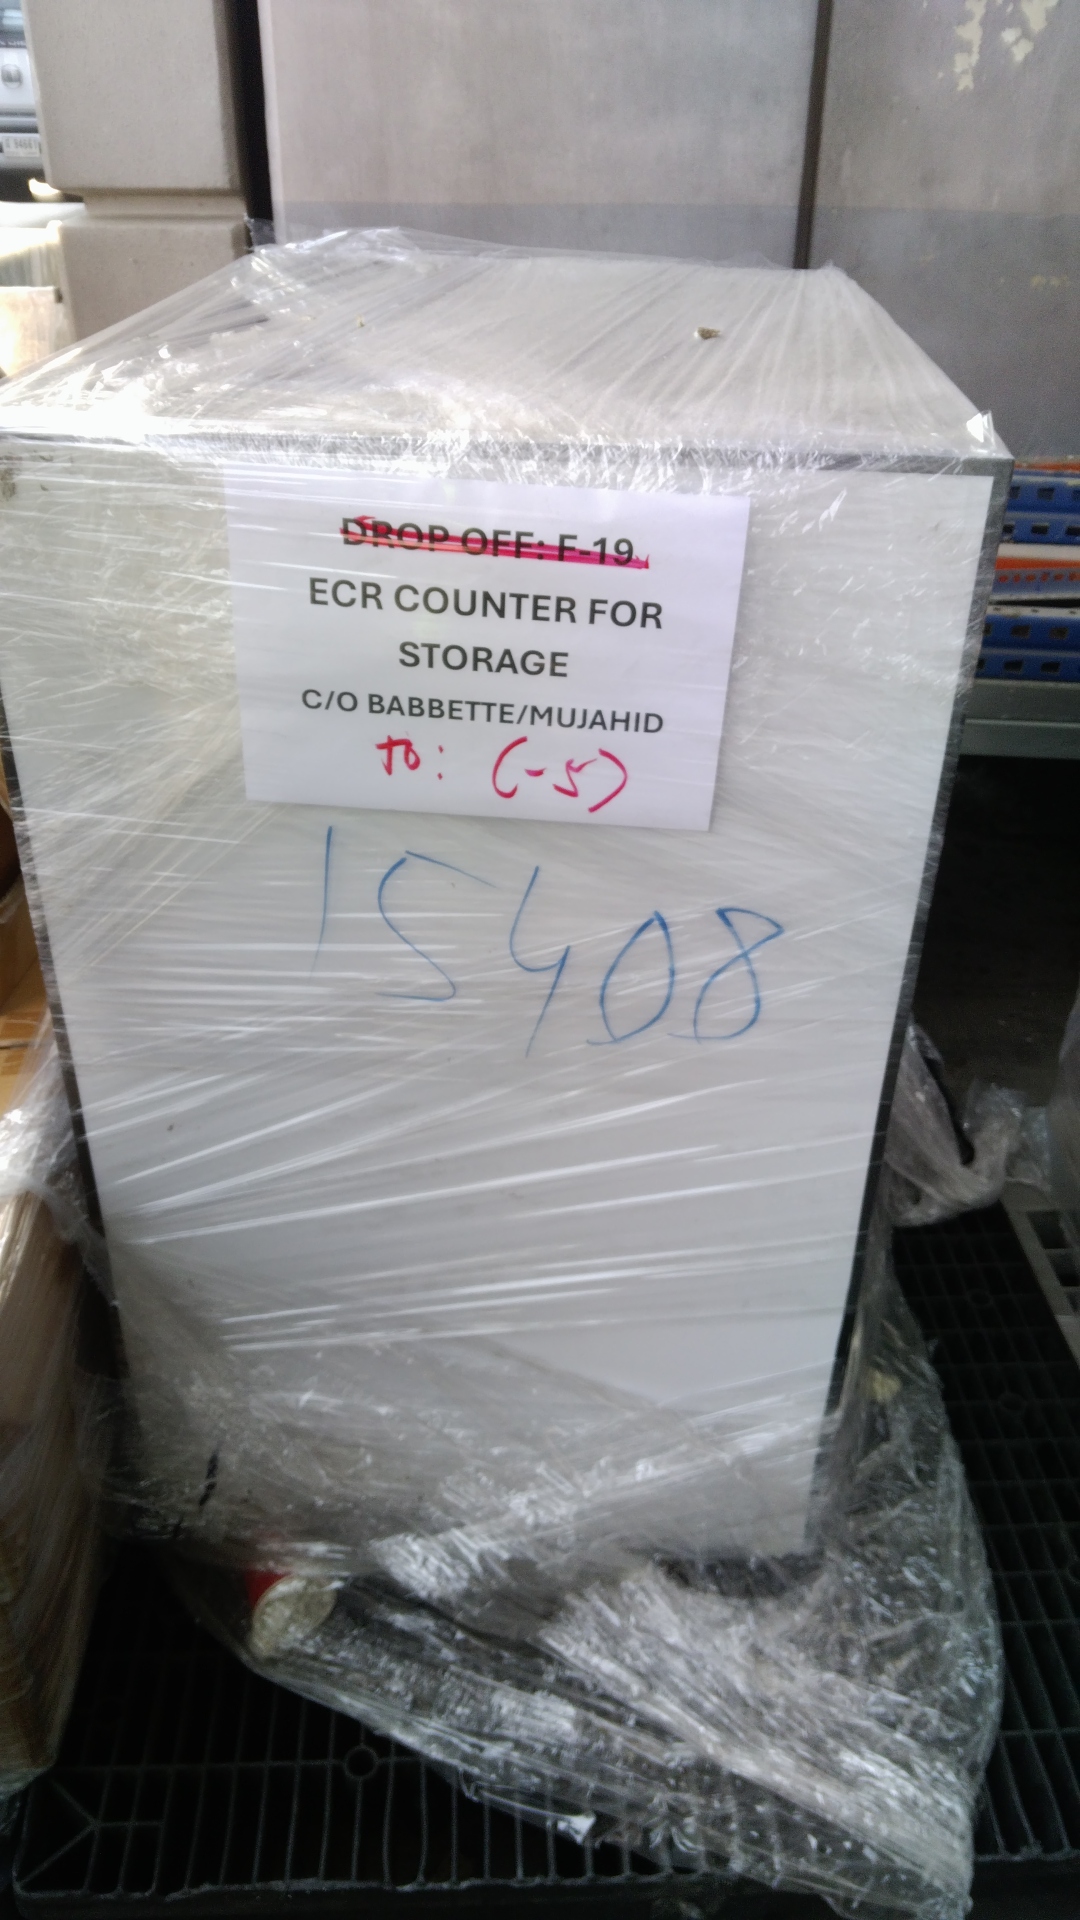 DROP OFF: F-19
ECR COUNTER FOR
STORAGE
C/O BABBETTE/MUJAHID
TO: (-5)
15408